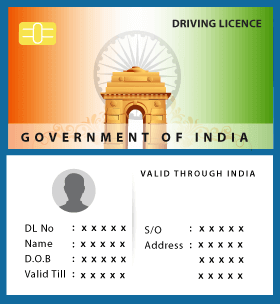 DRIVING LICENCE
GOVERNMENT OF INDIA
VALID THROUGH INDIA
DL No : x x x x x
Name : x x x x x
D.O.B : x x x x x
Valid Till : x x x x x
S/O : x x x x x
Address : x x x x x
x x x x x
x x x x x